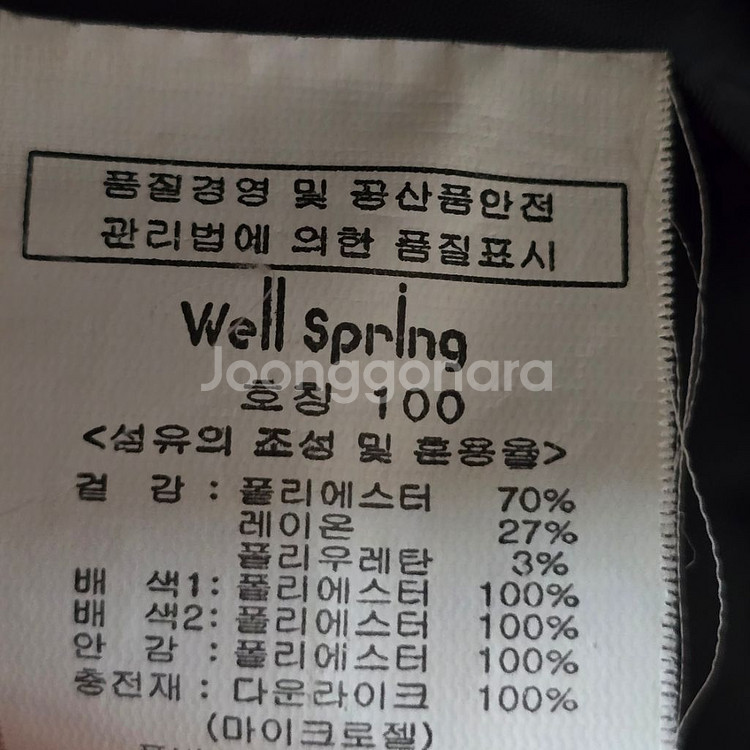 품질경영 및 공산품안전
관리법에 의한 품질표시
Well Spring
Joonggonara
호칭 100
<섬유의 조성 및 혼용율>
겉 감 : 폴리에스터 70%
레이온 27%
폴리우레탄 3%
배 색1: 폴리에스터 100%
배 색2: 폴리에스터 100%
안 감 : 폴리에스터 100%
충전재 : 다운라이크 100%
(마이크로젤)